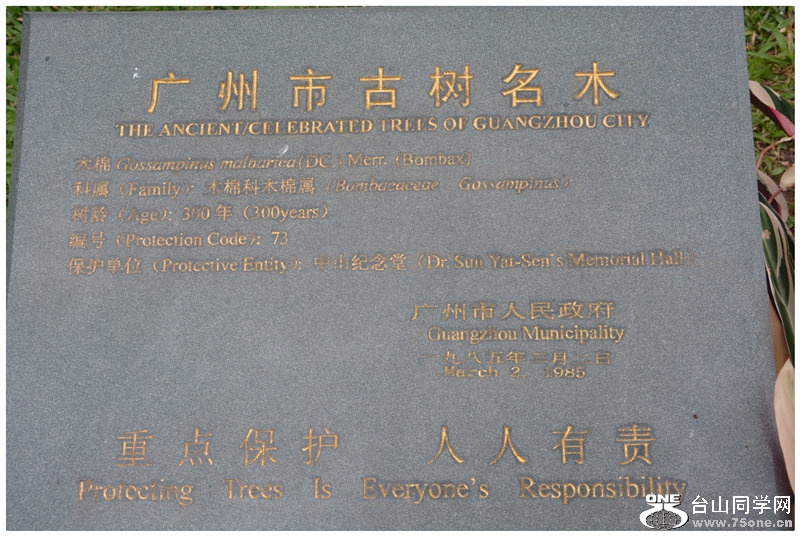 广州市古树名木
THE ANCIENT/CELEBRATED TREES OF GUANGZHOU CITY
木棉 Gossampinus malbarica (DC.) Merr. (Bombax)
科属 (Family): 木棉科木棉属 (Bombacaceae Gossampinus)
树龄 (Age): 300 年 (300years)
编号 (Protection Code): 73
保护单位 (Protective Entity): 中山纪念堂 (Dr. Sun Yat-Sen's Memorial Hall)
广州市人民政府
Guangzhou Municipality
一九八五年三月二日
March 2, 1985
重点保护 人人有责
Protecting Trees Is Everyone's Responsibility
ONE 台山同学网
www.75one.cn